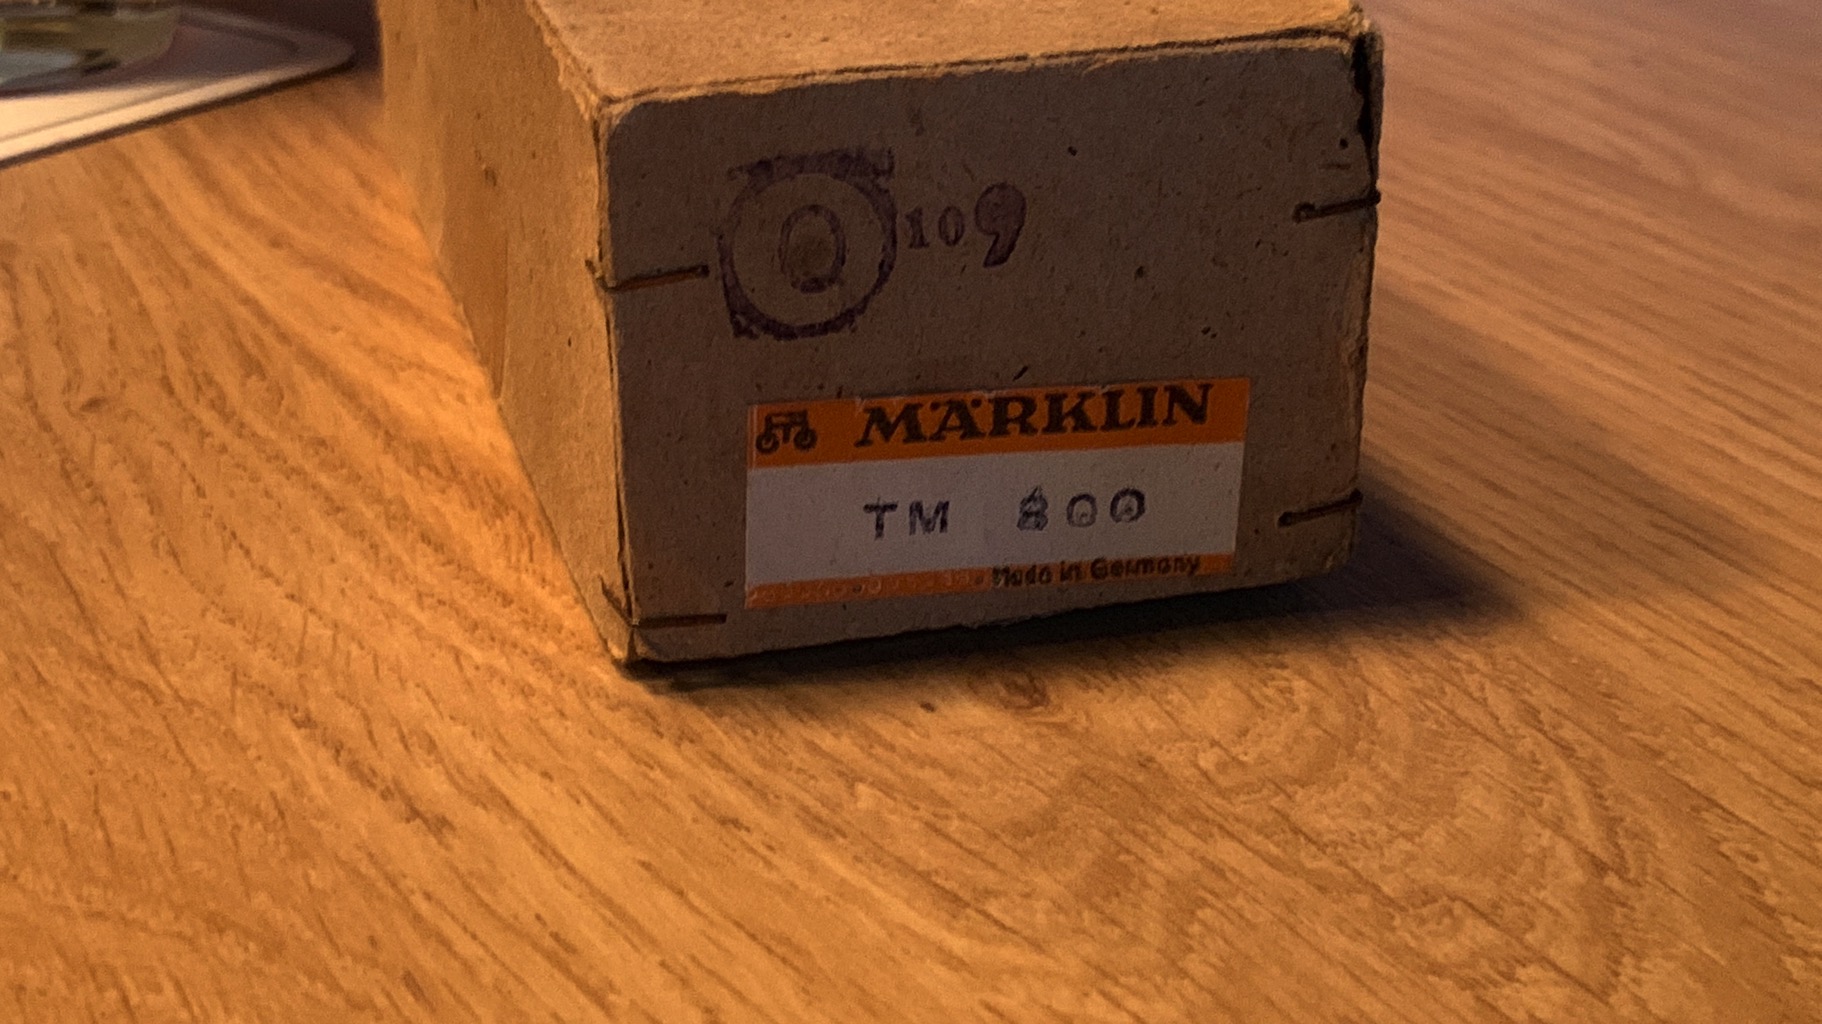 O 109
MÄRKLIN
TM 800
Made in Germany